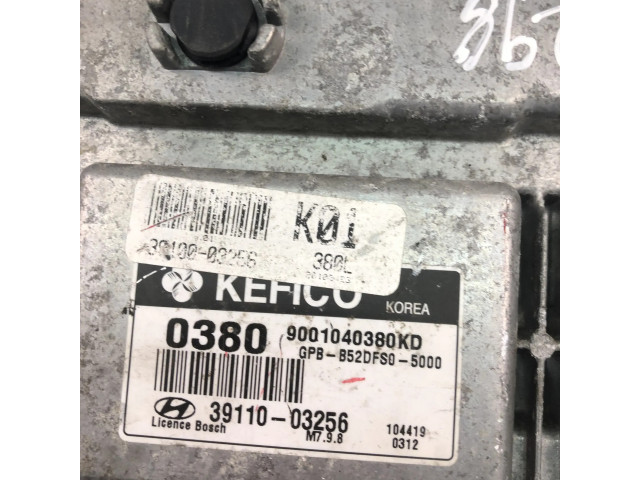 K01
39100-03256
380L
KEFICO KOREA
0380 9001040380KD
GPB-B52DFS0-5000
39110-03256
Licence Bosch M7.9.8
104419
0312